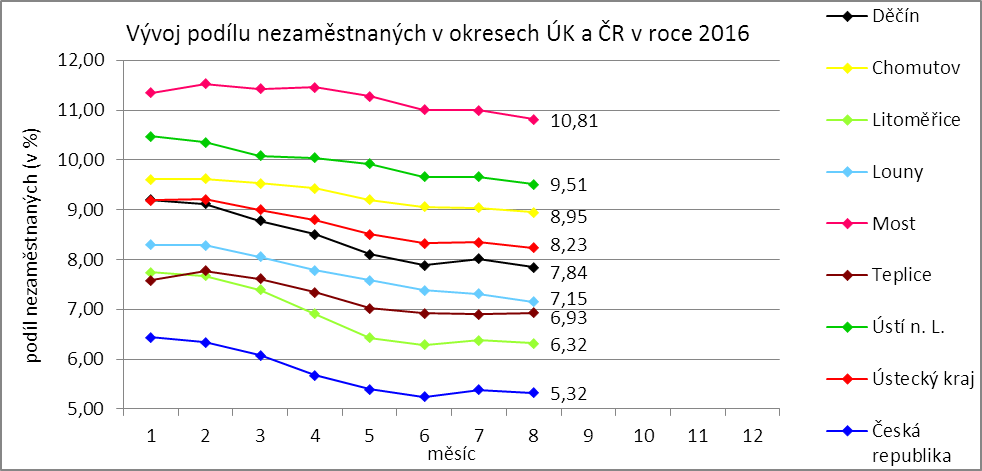 Vývoj podílu nezaměstnaných v okresech ÚK a ČR v roce 2016
podíl nezaměstnaných (v %)
12,00
11,00
10,00
9,00
8,00
7,00
6,00
5,00
10,81
9,51
8,95
8,23
7,84
7,15
6,93
6,32
5,32
1 2 3 4 5 6 7 8 9 10 11 12
měsíc
Děčín
Chomutov
Litoměřice
Louny
Most
Teplice
Ústí n. L.
Ústecký kraj
Česká
republika